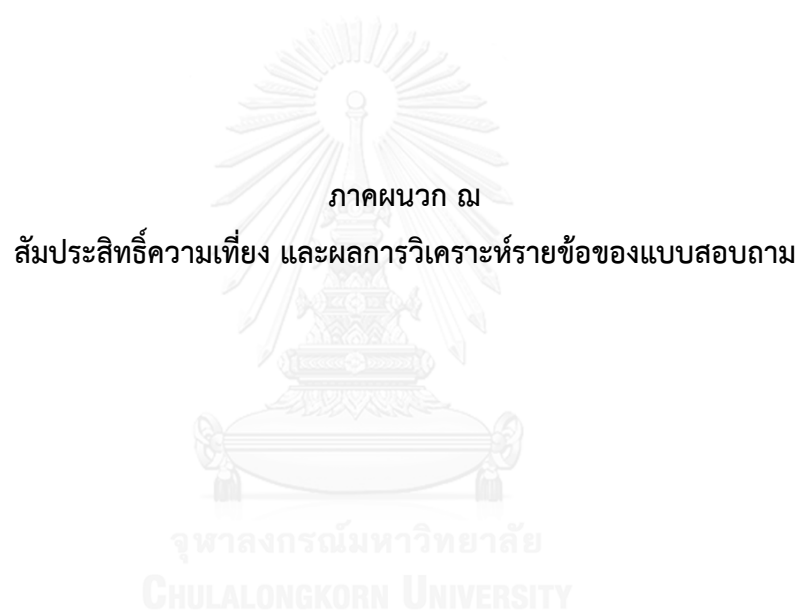 ภาคผนวก ฌ
สัมประสิทธิ์ความเที่ยง และผลการวิเคราะห์รายข้อของแบบสอบถาม
จุฬาลงกรณ์มหาวิทยาลัย
CHULALONGKORN UNIVERSITY